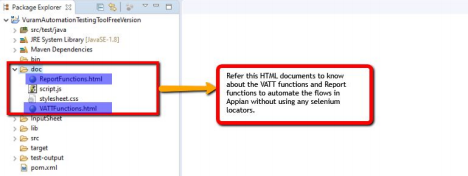 Package Explorer
VuramAutomationTestingToolFreeVersion
src/test/java
JRE System Library [JavaSE-1.8]
Maven Dependencies
bin
doc
ReportFunctions.html
script.js
stylesheet.css
VATTFunctions.html
InputSheet
lib
src
target
test-output
pom.xml
Refer this HTML documents to know
about the VATT functions and Report
functions to automate the flows in
Appian without using any selenium
locators.